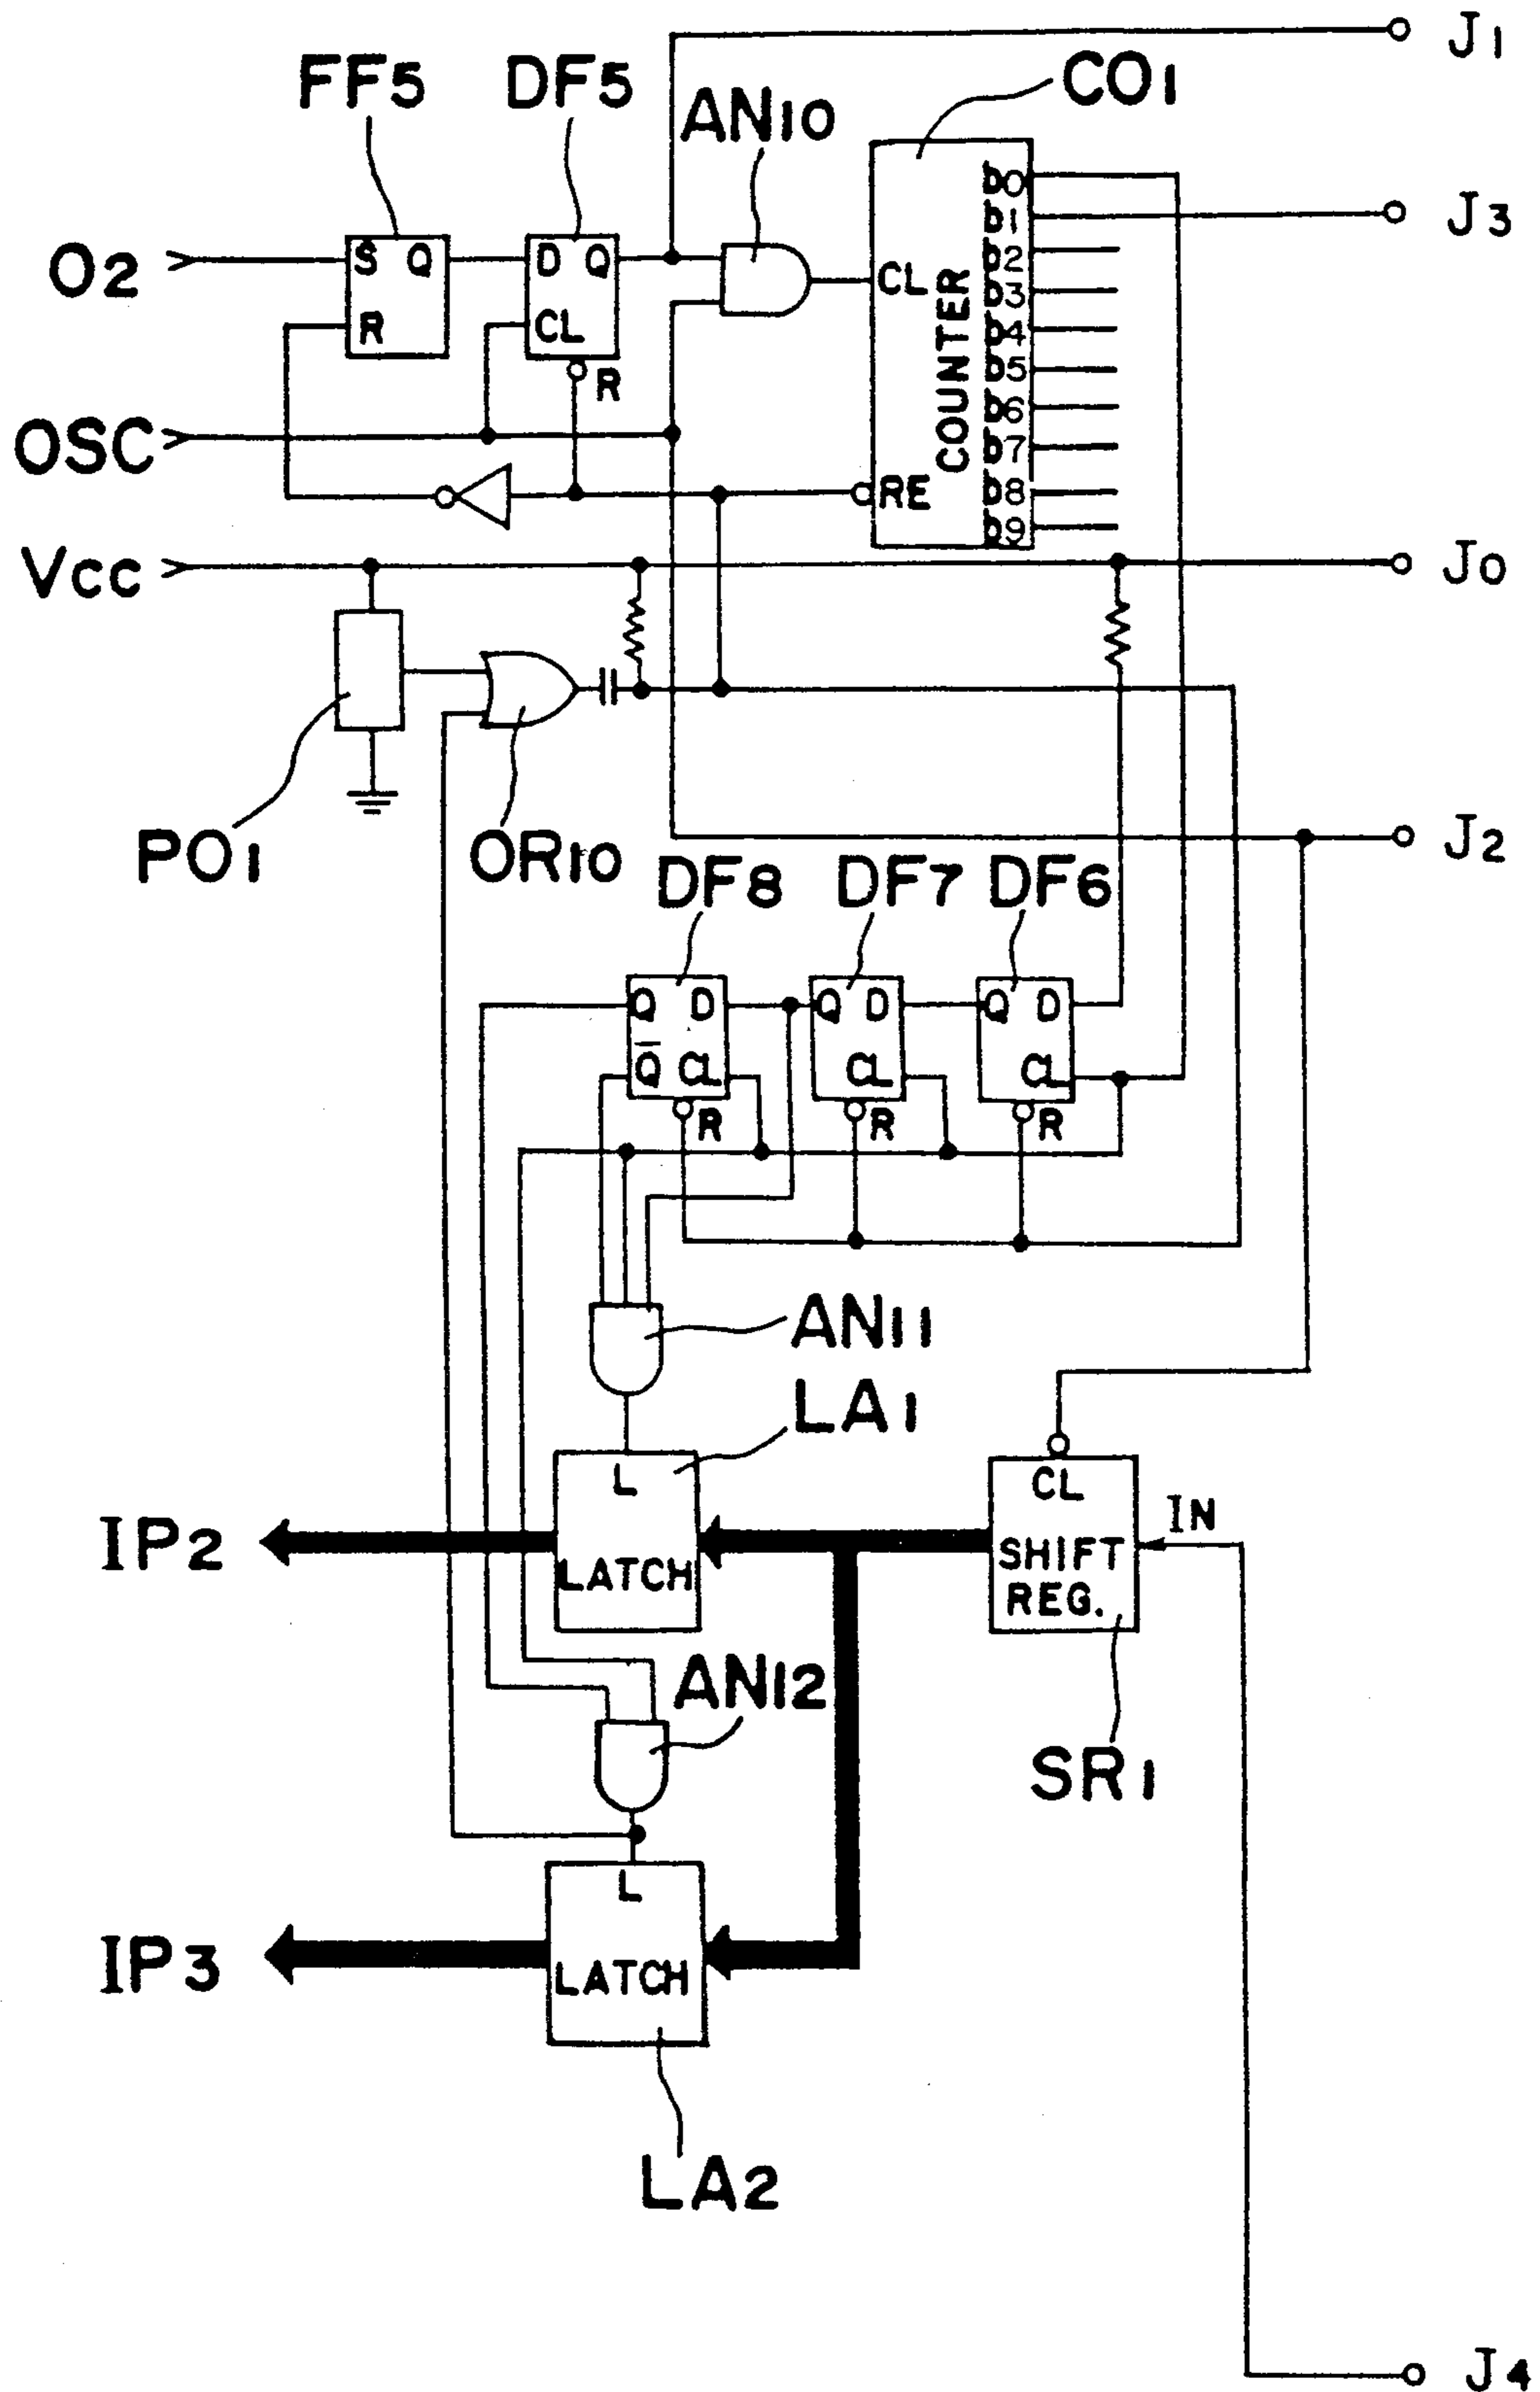 J1
FF5 DF5 AN10 CO1
b0
b1 J3
O2 S Q D Q CL b2
b3
R CL b4
COUNTER
R b5
b6
OSC b7
RE b8
b9
Vcc J0
PO1 OR10 J2
DF8 DF7 DF6
Q D Q D Q D
Q̅ CL CL CL
R R R
AN11
LA1
L CL
IN
IP2 LATCH SHIFT
REG.
AN12
SR1
L
IP3 LATCH
LA2
J4